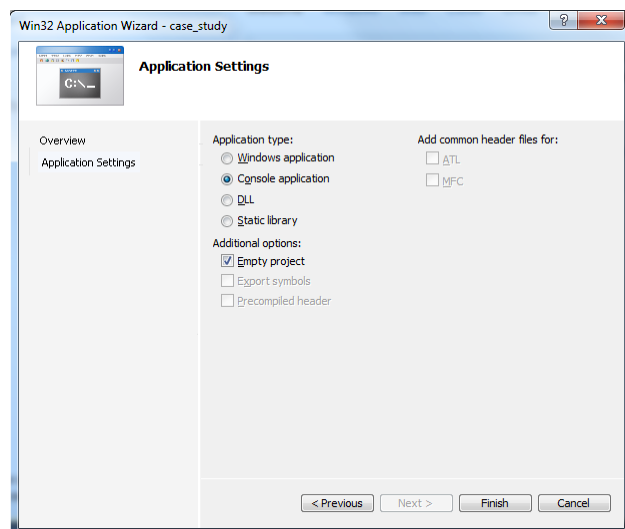 Win32 Application Wizard - case_study
?
X
C:\_
Application Settings
Overview
Application Settings
Application type:
Windows application
Console application
DLL
Static library
Additional options:
Empty project
Export symbols
Precompiled header
Add common header files for:
ATL
MFC
< Previous
Next >
Finish
Cancel